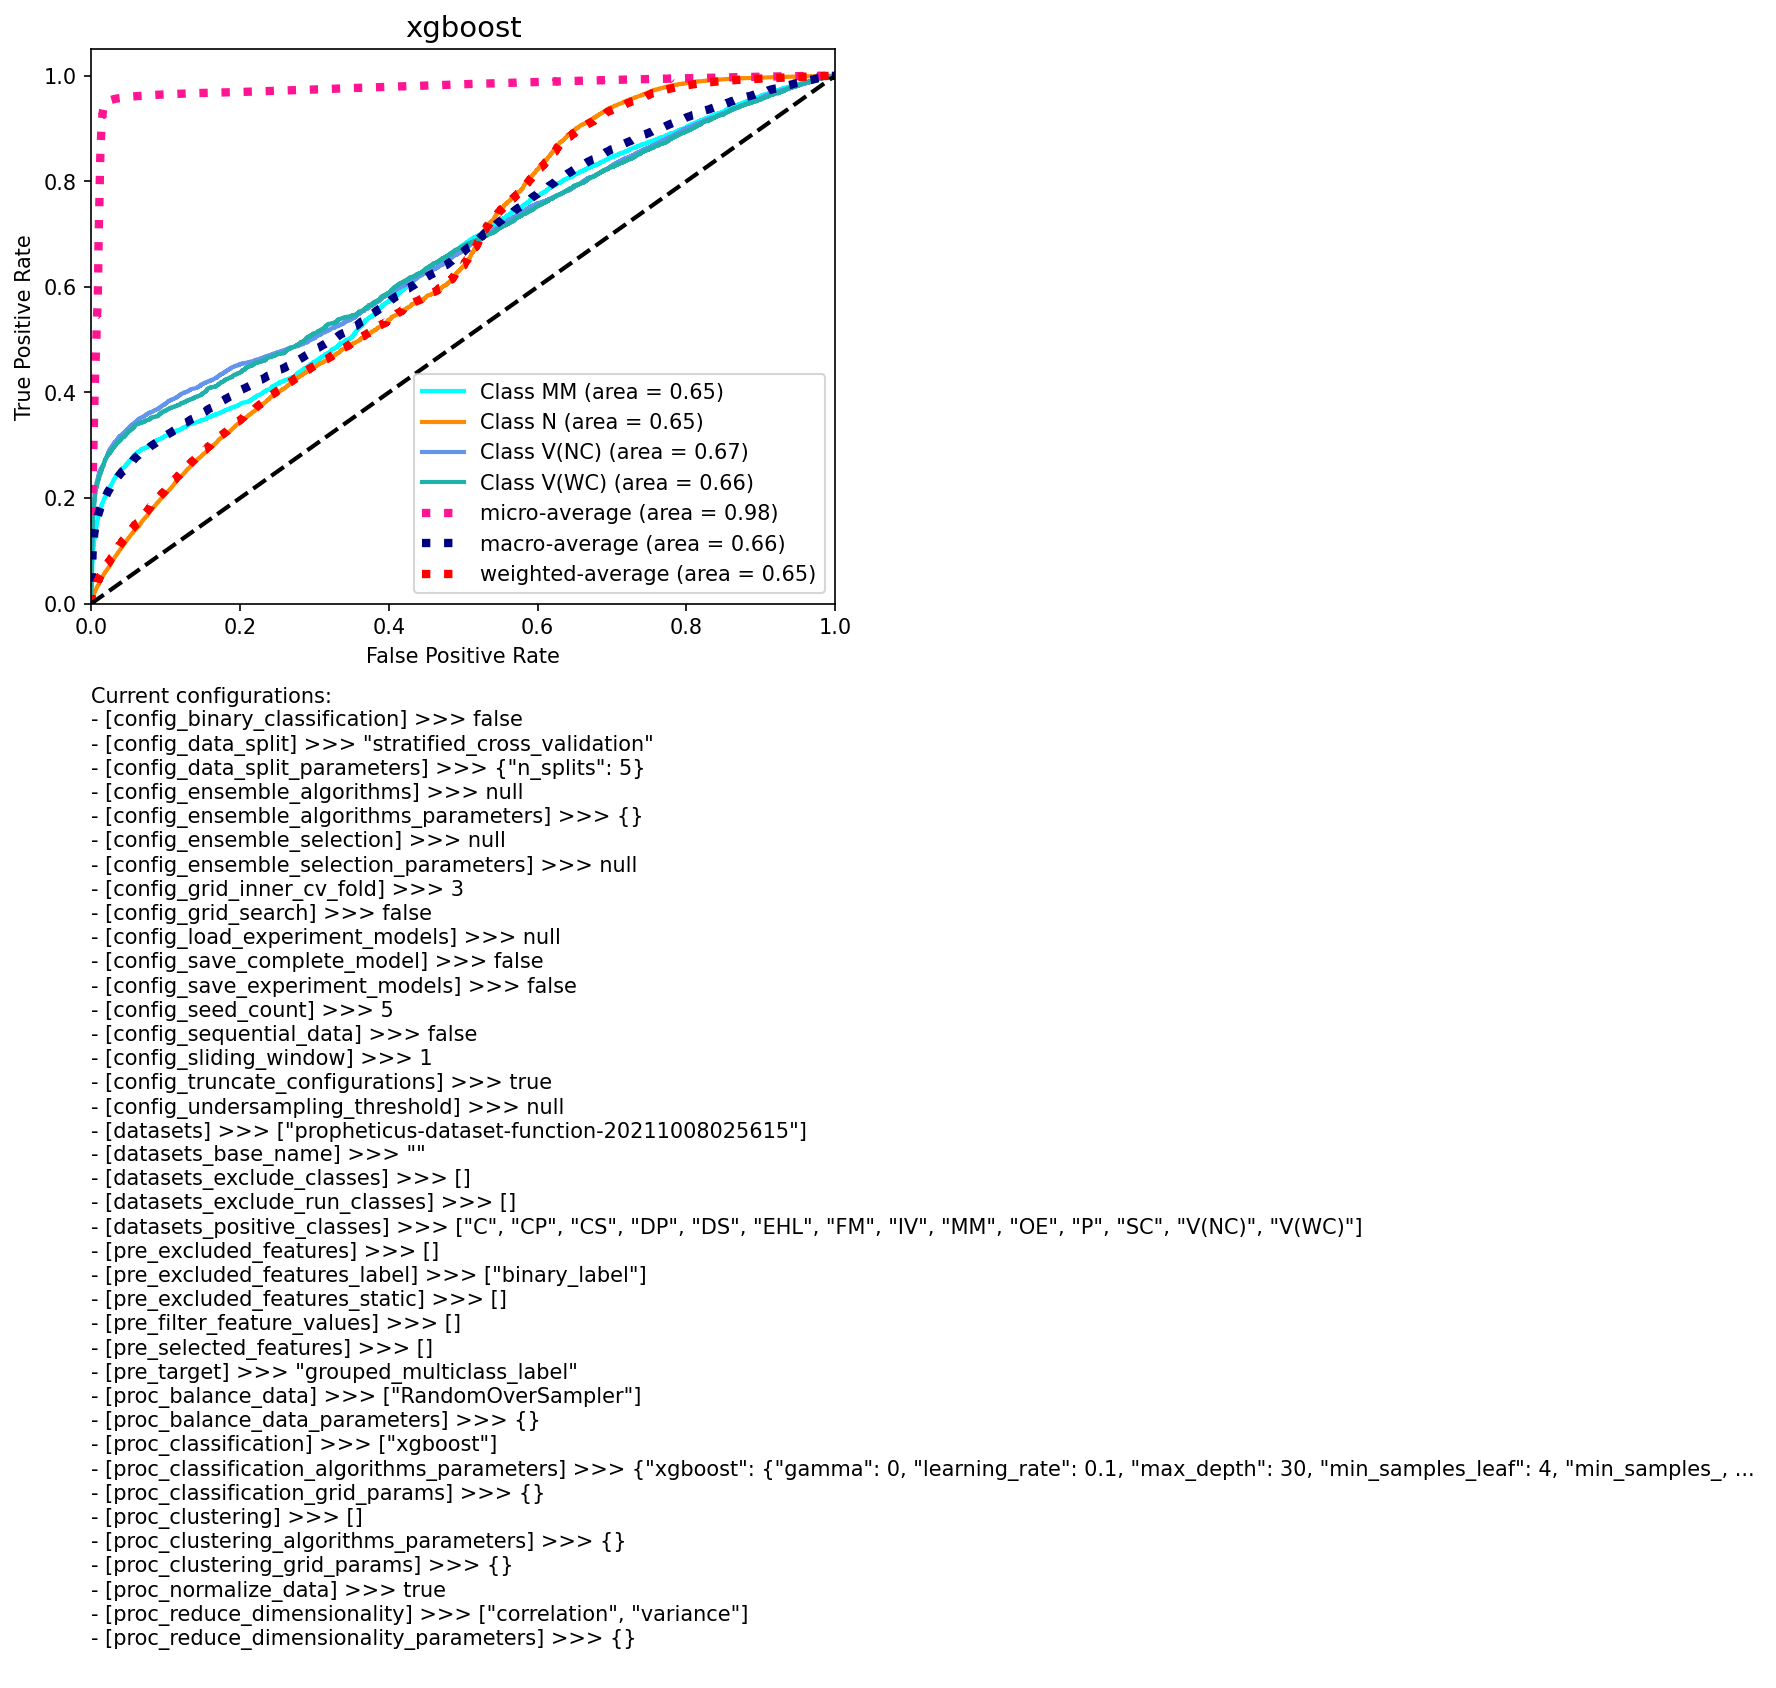 xgboost
1.0
0.8
0.6
0.4
0.2
0.0
True Positive Rate
Class MM (area = 0.65)
Class N (area = 0.65)
Class V(NC) (area = 0.67)
Class V(WC) (area = 0.66)
micro-average (area = 0.98)
macro-average (area = 0.66)
weighted-average (area = 0.65)
0.0 0.2 0.4 0.6 0.8 1.0
False Positive Rate
Current configurations:
- [config_binary_classification] >>> false
- [config_data_split] >>> "stratified_cross_validation"
- [config_data_split_parameters] >>> {"n_splits": 5}
- [config_ensemble_algorithms] >>> null
- [config_ensemble_algorithms_parameters] >>> {}
- [config_ensemble_selection] >>> null
- [config_ensemble_selection_parameters] >>> null
- [config_grid_inner_cv_fold] >>> 3
- [config_grid_search] >>> false
- [config_load_experiment_models] >>> null
- [config_save_complete_model] >>> false
- [config_save_experiment_models] >>> false
- [config_seed_count] >>> 5
- [config_sequential_data] >>> false
- [config_sliding_window] >>> 1
- [config_truncate_configurations] >>> true
- [config_undersampling_threshold] >>> null
- [datasets] >>> ["propheticus-dataset-function-20211008025615"]
- [datasets_base_name] >>> ""
- [datasets_exclude_classes] >>> []
- [datasets_exclude_run_classes] >>> []
- [datasets_positive_classes] >>> ["C", "CP", "CS", "DP", "DS", "EHL", "FM", "IV", "MM", "OE", "P", "SC", "V(NC)", "V(WC)"]
- [pre_excluded_features] >>> []
- [pre_excluded_features_label] >>> ["binary_label"]
- [pre_excluded_features_static] >>> []
- [pre_filter_feature_values] >>> []
- [pre_selected_features] >>> []
- [pre_target] >>> "grouped_multiclass_label"
- [proc_balance_data] >>> ["RandomOverSampler"]
- [proc_balance_data_parameters] >>> {}
- [proc_classification] >>> ["xgboost"]
- [proc_classification_algorithms_parameters] >>> {"xgboost": {"gamma": 0, "learning_rate": 0.1, "max_depth": 30, "min_samples_leaf": 4, "min_samples_, ...
- [proc_classification_grid_params] >>> {}
- [proc_clustering] >>> []
- [proc_clustering_algorithms_parameters] >>> {}
- [proc_clustering_grid_params] >>> {}
- [proc_normalize_data] >>> true
- [proc_reduce_dimensionality] >>> ["correlation", "variance"]
- [proc_reduce_dimensionality_parameters] >>> {}